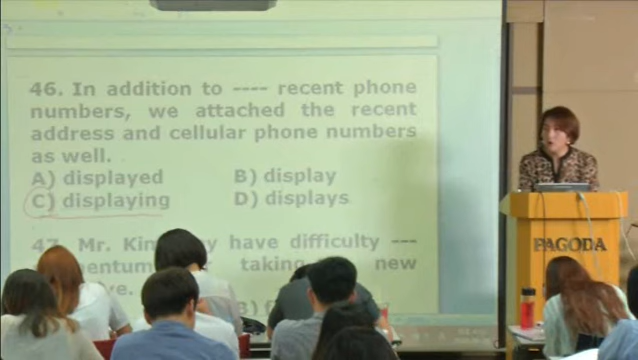 46. In addition to ---- recent phone
numbers, we attached the recent
address and cellular phone numbers
as well.
A) displayed B) display
C) displaying D) displays
47. Mr. have difficulty ----
taking new
B)
PAGODA